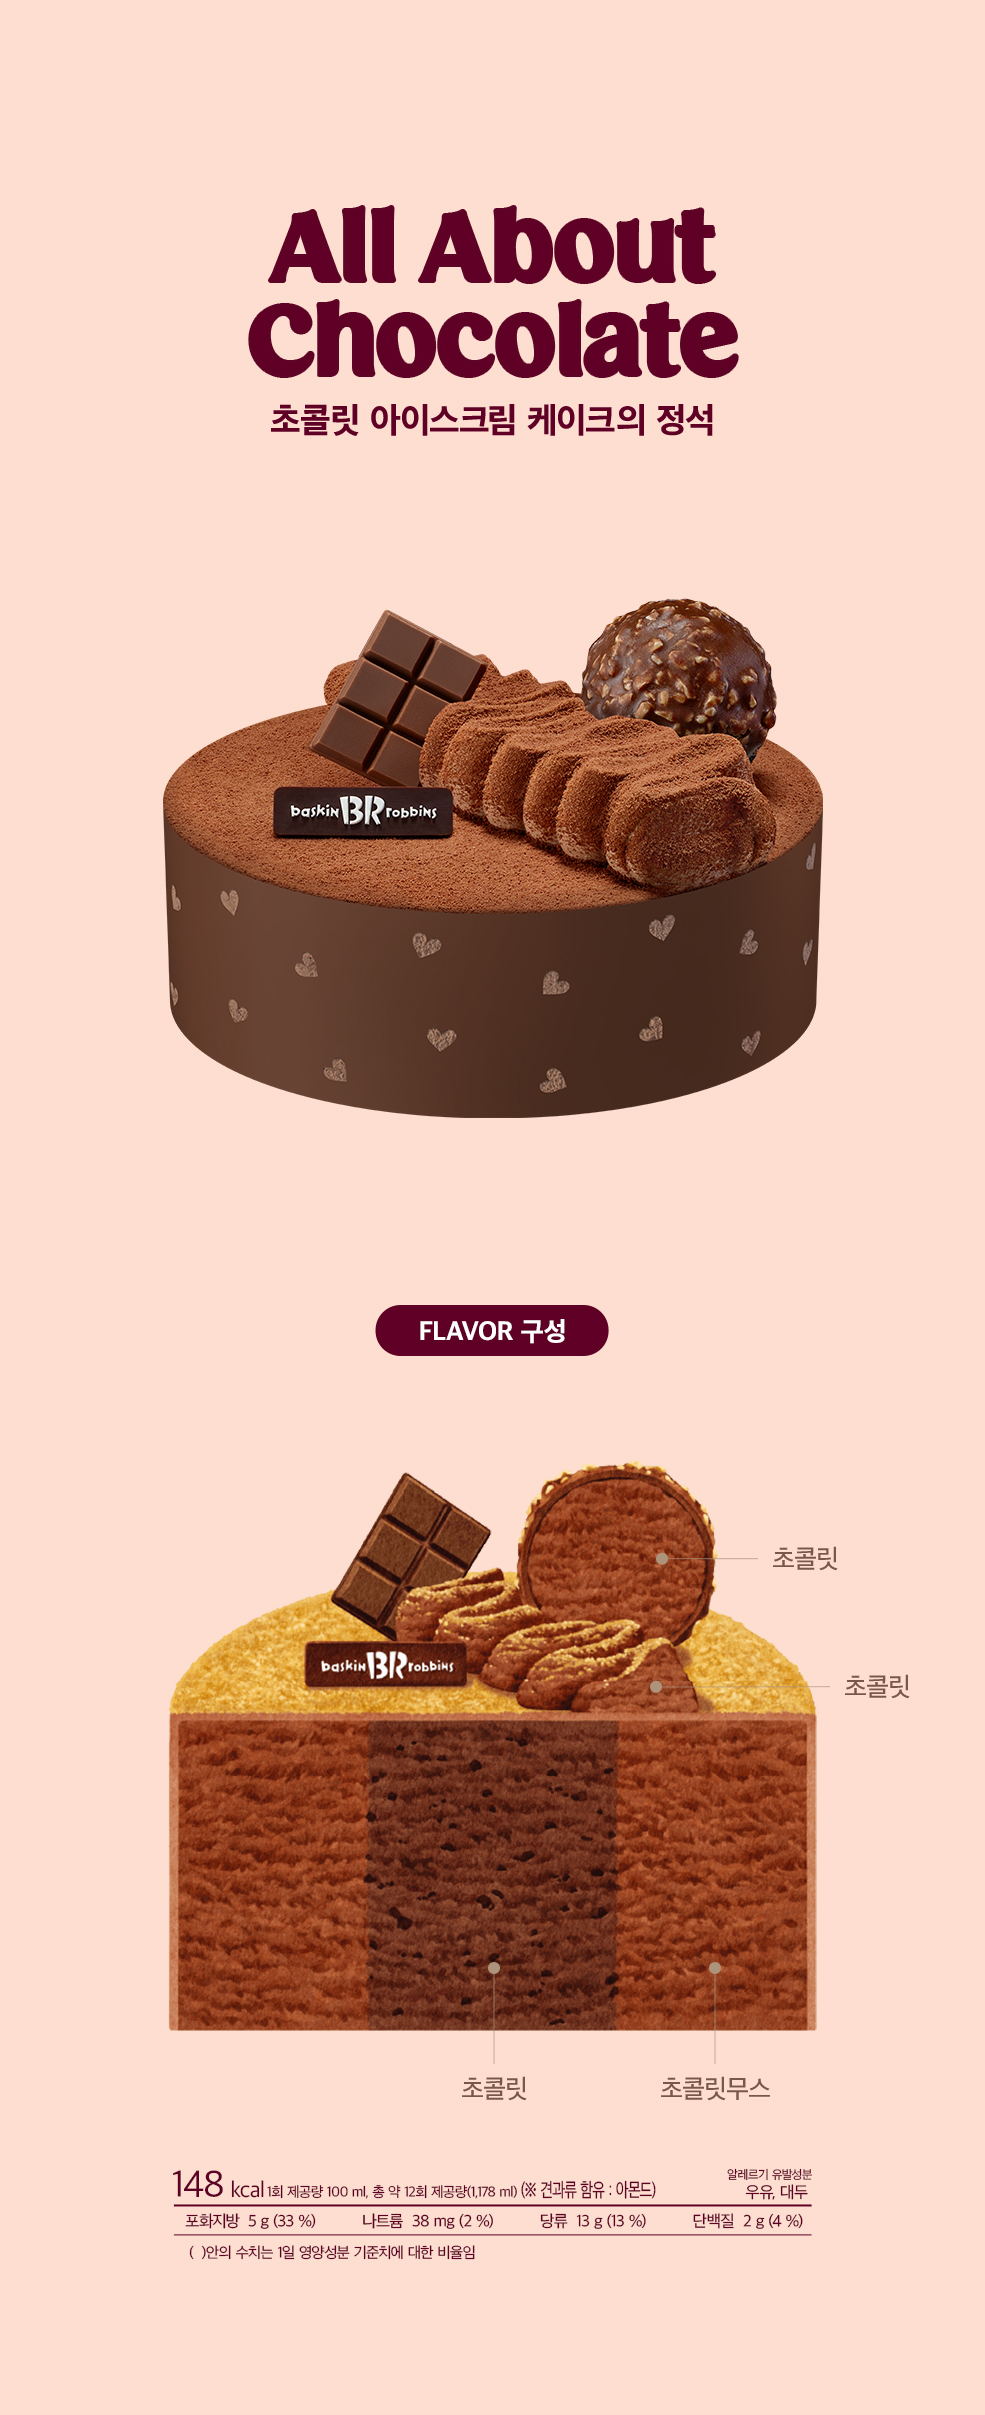 All About
Chocolate
초콜릿 아이스크림 케이크의 정석
baskin BR robbins
FLAVOR 구성
초콜릿
baskin BR robbins
초콜릿
초콜릿
초콜릿무스
148 kcal 1회 제공량 100 ml, 총 약 12회 제공량(1,178 ml) (※ 견과류 함유 : 아몬드)
알레르기 유발성분
우유, 대두
포화지방 5 g (33 %) 나트륨 38 mg (2 %) 당류 13 g (13 %) 단백질 2 g (4 %)
( )안의 수치는 1일 영양성분 기준치에 대한 비율임